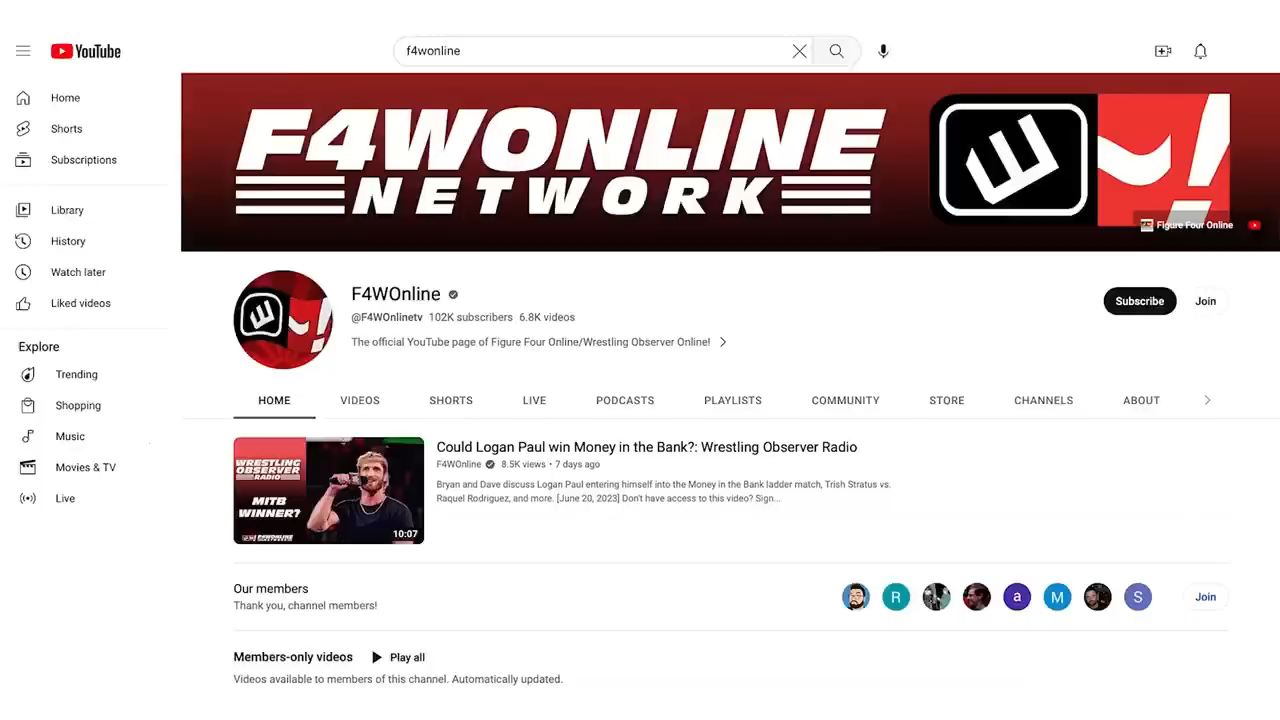 YouTube
f4wonline
Home
Shorts
Subscriptions
Library
History
Watch later
Liked videos
Explore
Trending
Shopping
Music
Movies & TV
Live
F4WONLINE
NETWORK
Figure Four Online
F4WOnline
@F4WOnlinetv 102K subscribers 6.8K videos
The official YouTube page of Figure Four Online/Wrestling Observer Online!
Subscribe
Join
HOME
VIDEOS
SHORTS
LIVE
PODCASTS
PLAYLISTS
COMMUNITY
STORE
CHANNELS
ABOUT
WRESTLING
OBSERVER
RADIO
MITB
WINNER?
10:07
Could Logan Paul win Money in the Bank?: Wrestling Observer Radio
F4WOnline 8.5K views • 7 days ago
Bryan and Dave discuss Logan Paul entering himself into the Money in the Bank ladder match, Trish Stratus vs.
Raquel Rodriguez, and more. [June 20, 2023] Don't have access to this video? Sign...
Our members
Thank you, channel members!
R
a
M
S
Join
Members-only videos
Play all
Videos available to members of this channel. Automatically updated.